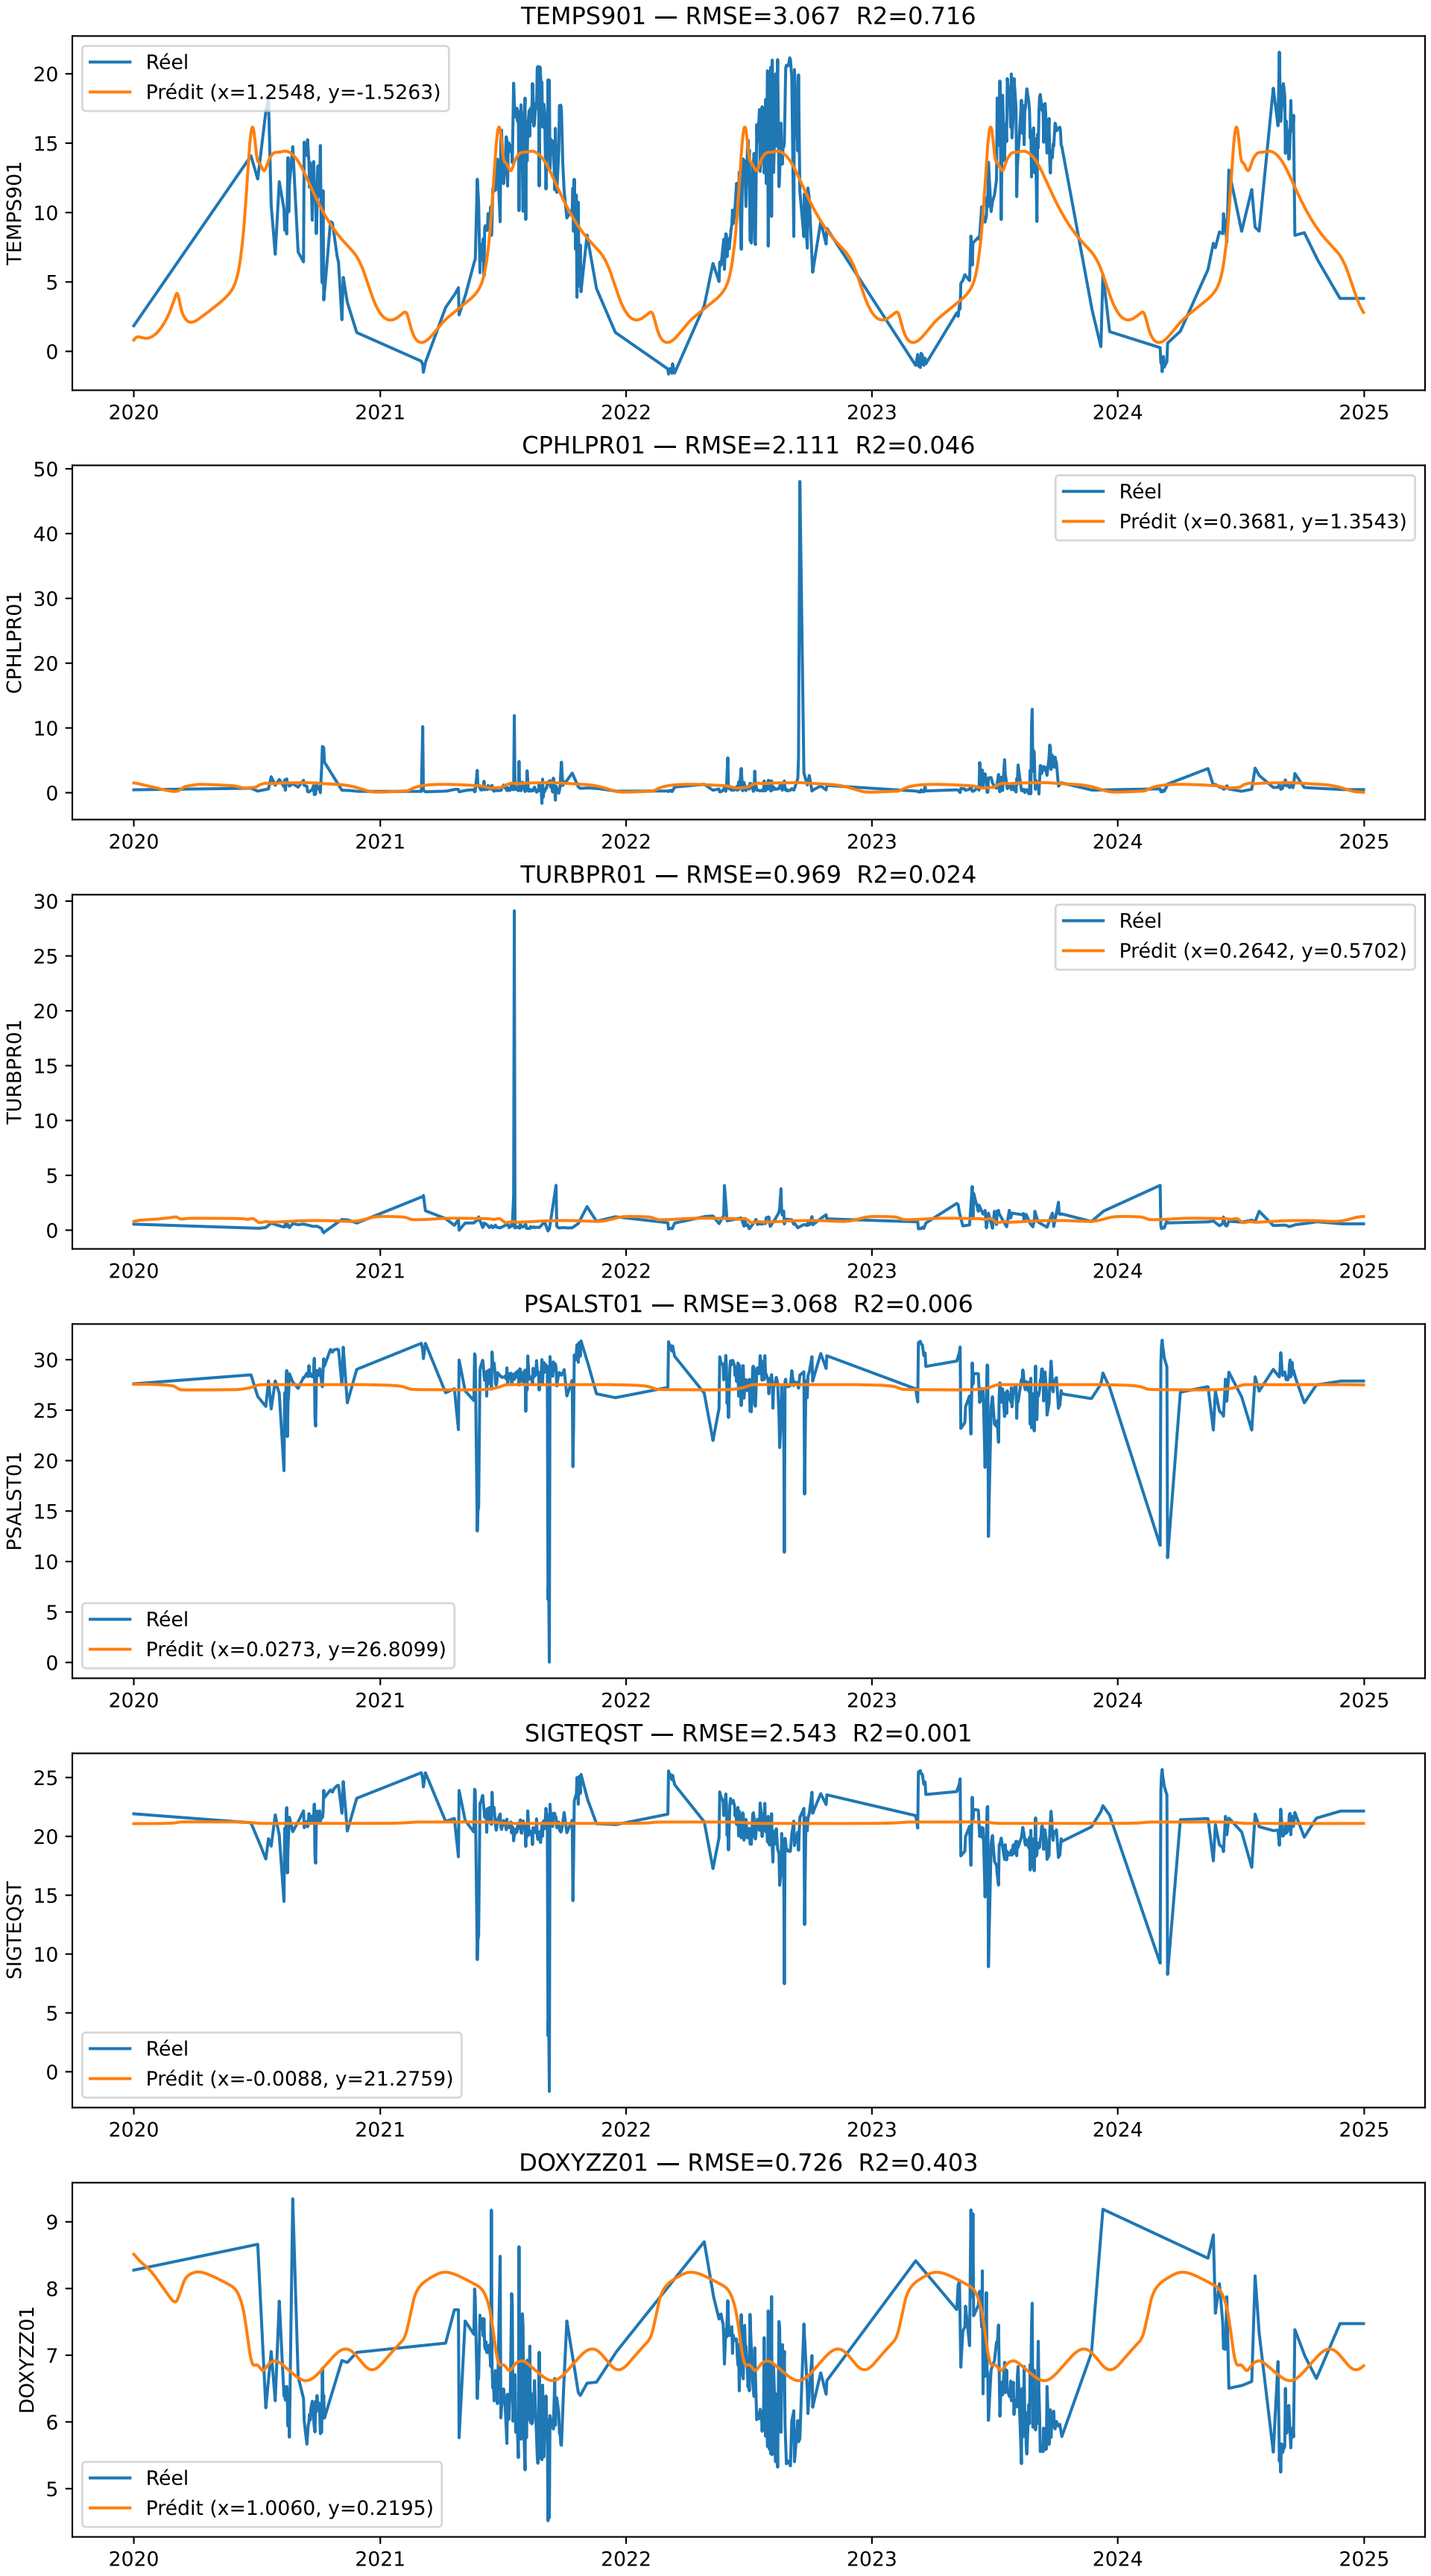 TEMPS901 — RMSE=3.067  R2=0.716
TEMPS901
20
15
10
5
0
Réel
Prédit (x=1.2548, y=-1.5263)
2020 2021 2022 2023 2024 2025
CPHLPR01 — RMSE=2.111  R2=0.046
CPHLPR01
50
40
30
20
10
0
Réel
Prédit (x=0.3681, y=1.3543)
2020 2021 2022 2023 2024 2025
TURBPR01 — RMSE=0.969  R2=0.024
TURBPR01
30
25
20
15
10
5
0
Réel
Prédit (x=0.2642, y=0.5702)
2020 2021 2022 2023 2024 2025
PSALST01 — RMSE=3.068  R2=0.006
PSALST01
30
25
20
15
10
5
0
Réel
Prédit (x=0.0273, y=26.8099)
2020 2021 2022 2023 2024 2025
SIGTEQST — RMSE=2.543  R2=0.001
SIGTEQST
25
20
15
10
5
0
Réel
Prédit (x=-0.0088, y=21.2759)
2020 2021 2022 2023 2024 2025
DOXYZZ01 — RMSE=0.726  R2=0.403
DOXYZZ01
9
8
7
6
5
Réel
Prédit (x=1.0060, y=0.2195)
2020 2021 2022 2023 2024 2025